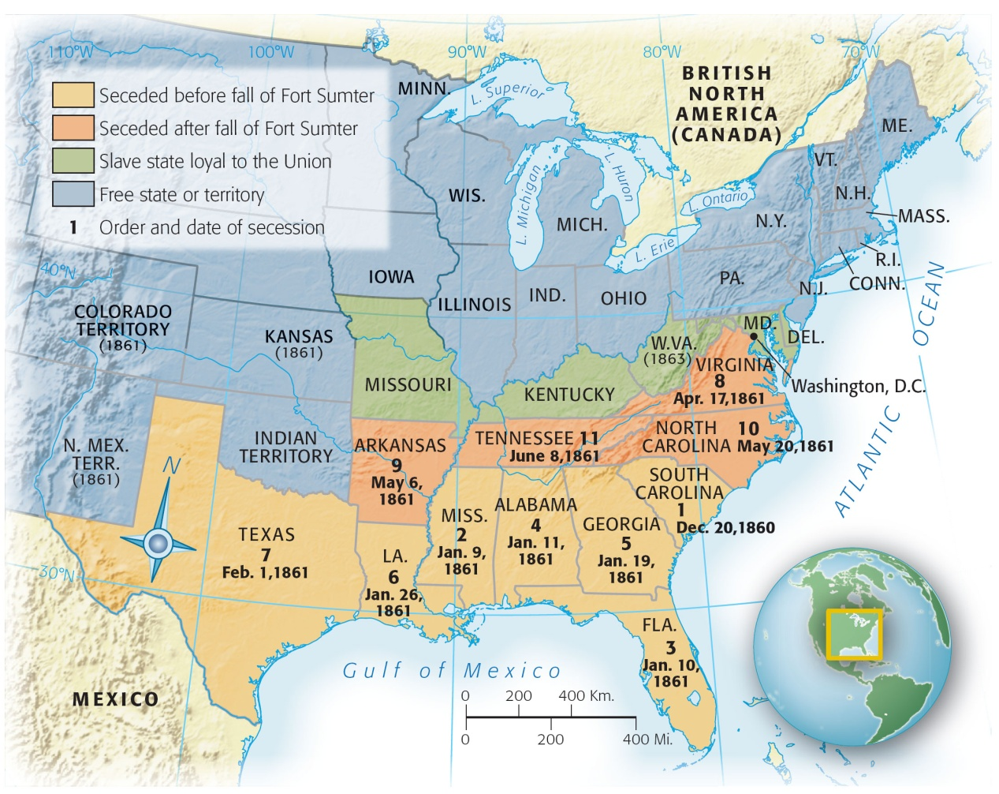 110°W
100°W
90°W
80°W
70°W
Seceded before fall of Fort Sumter
Seceded after fall of Fort Sumter
Slave state loyal to the Union
Free state or territory
1 Order and date of secession
BRITISH
NORTH
AMERICA
(CANADA)
MINN.
L. Superior
ME.
VT.
N.H.
MASS.
WIS.
L. Michigan
L. Huron
L. Ontario
MICH.
N.Y.
L. Erie
R.I.
CONN.
40°N
IOWA
ILLINOIS
IND.
OHIO
PA.
N.J.
COLORADO
TERRITORY
(1861)
KANSAS
(1861)
MD.
DEL.
W.VA.
(1863)
VIRGINIA
8
Apr. 17,1861
Washington, D.C.
MISSOURI
KENTUCKY
ATLANTIC OCEAN
N. MEX.
TERR.
(1861)
INDIAN
TERRITORY
ARKANSAS
9
May 6,
1861
TENNESSEE 11
June 8,1861
NORTH 10
CAROLINA May 20,1861
SOUTH
CAROLINA
1
Dec. 20,1860
N
TEXAS
7
Feb. 1,1861
LA.
6
Jan. 26,
1861
MISS.
2
Jan. 9,
1861
ALABAMA
4
Jan. 11,
1861
GEORGIA
5
Jan. 19,
1861
30°N
FLA.
3
Jan. 10,
1861
Gulf of Mexico
MEXICO
0 200 400 Km.
0 200 400 Mi.